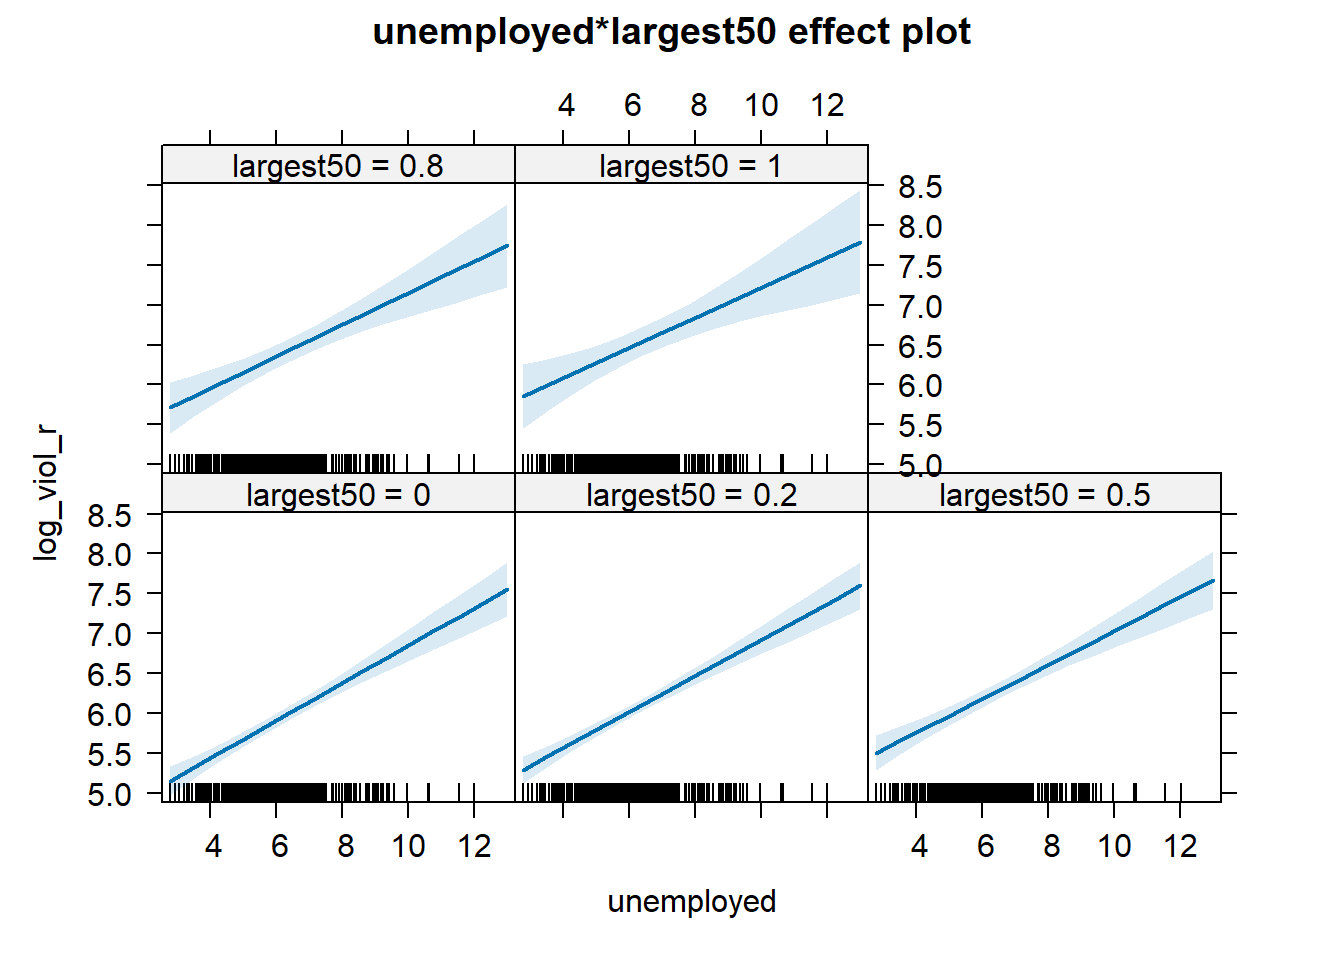 unemployed*largest50 effect plot
4 6 8 10 12
largest50 = 0.8 largest50 = 1
8.5
8.0
7.5
7.0
6.5
6.0
5.5
5.0
log_viol_r
largest50 = 0 largest50 = 0.2 largest50 = 0.5
8.5
8.0
7.5
7.0
6.5
6.0
5.5
5.0
4 6 8 10 12 4 6 8 10 12
unemployed